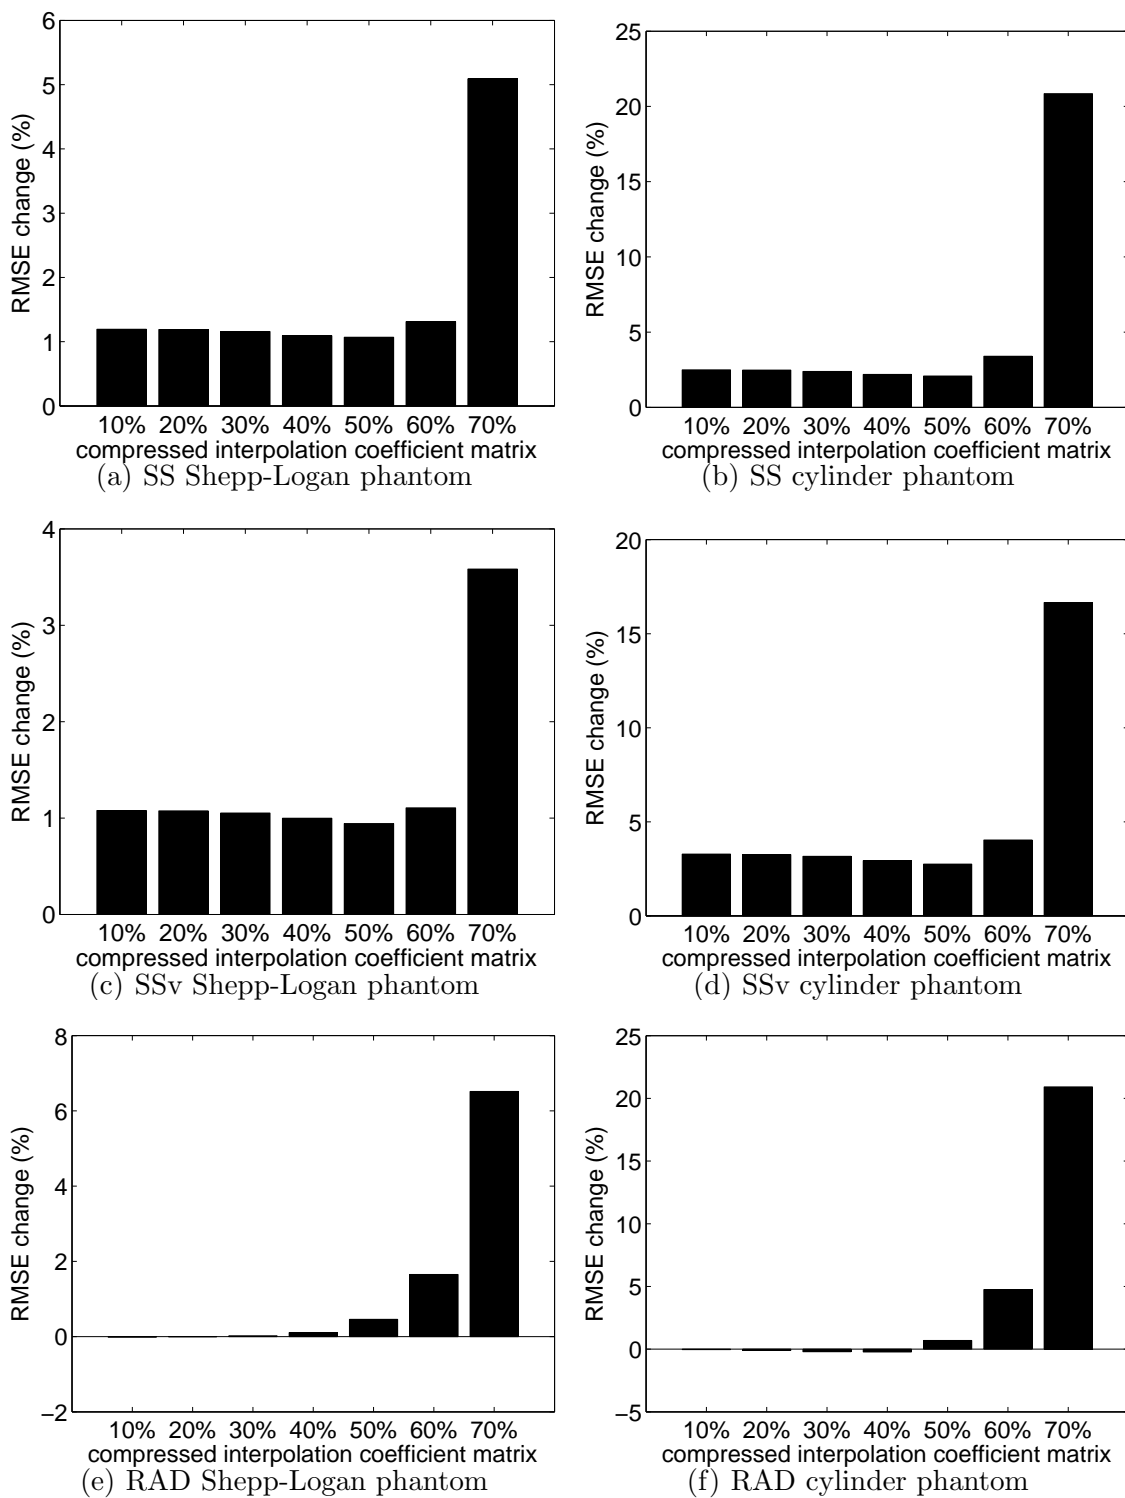 6
5
4
3
2
1
0
RMSE change (%)
10% 20% 30% 40% 50% 60% 70%
compressed interpolation coefficient matrix
(a) SS Shepp-Logan phantom
25
20
15
10
5
0
RMSE change (%)
10% 20% 30% 40% 50% 60% 70%
compressed interpolation coefficient matrix
(b) SS cylinder phantom
4
3
2
1
0
RMSE change (%)
10% 20% 30% 40% 50% 60% 70%
compressed interpolation coefficient matrix
(c) SSv Shepp-Logan phantom
20
15
10
5
0
RMSE change (%)
10% 20% 30% 40% 50% 60% 70%
compressed interpolation coefficient matrix
(d) SSv cylinder phantom
8
6
4
2
0
−2
RMSE change (%)
10% 20% 30% 40% 50% 60% 70%
compressed interpolation coefficient matrix
(e) RAD Shepp-Logan phantom
25
20
15
10
5
0
−5
RMSE change (%)
10% 20% 30% 40% 50% 60% 70%
compressed interpolation coefficient matrix
(f) RAD cylinder phantom